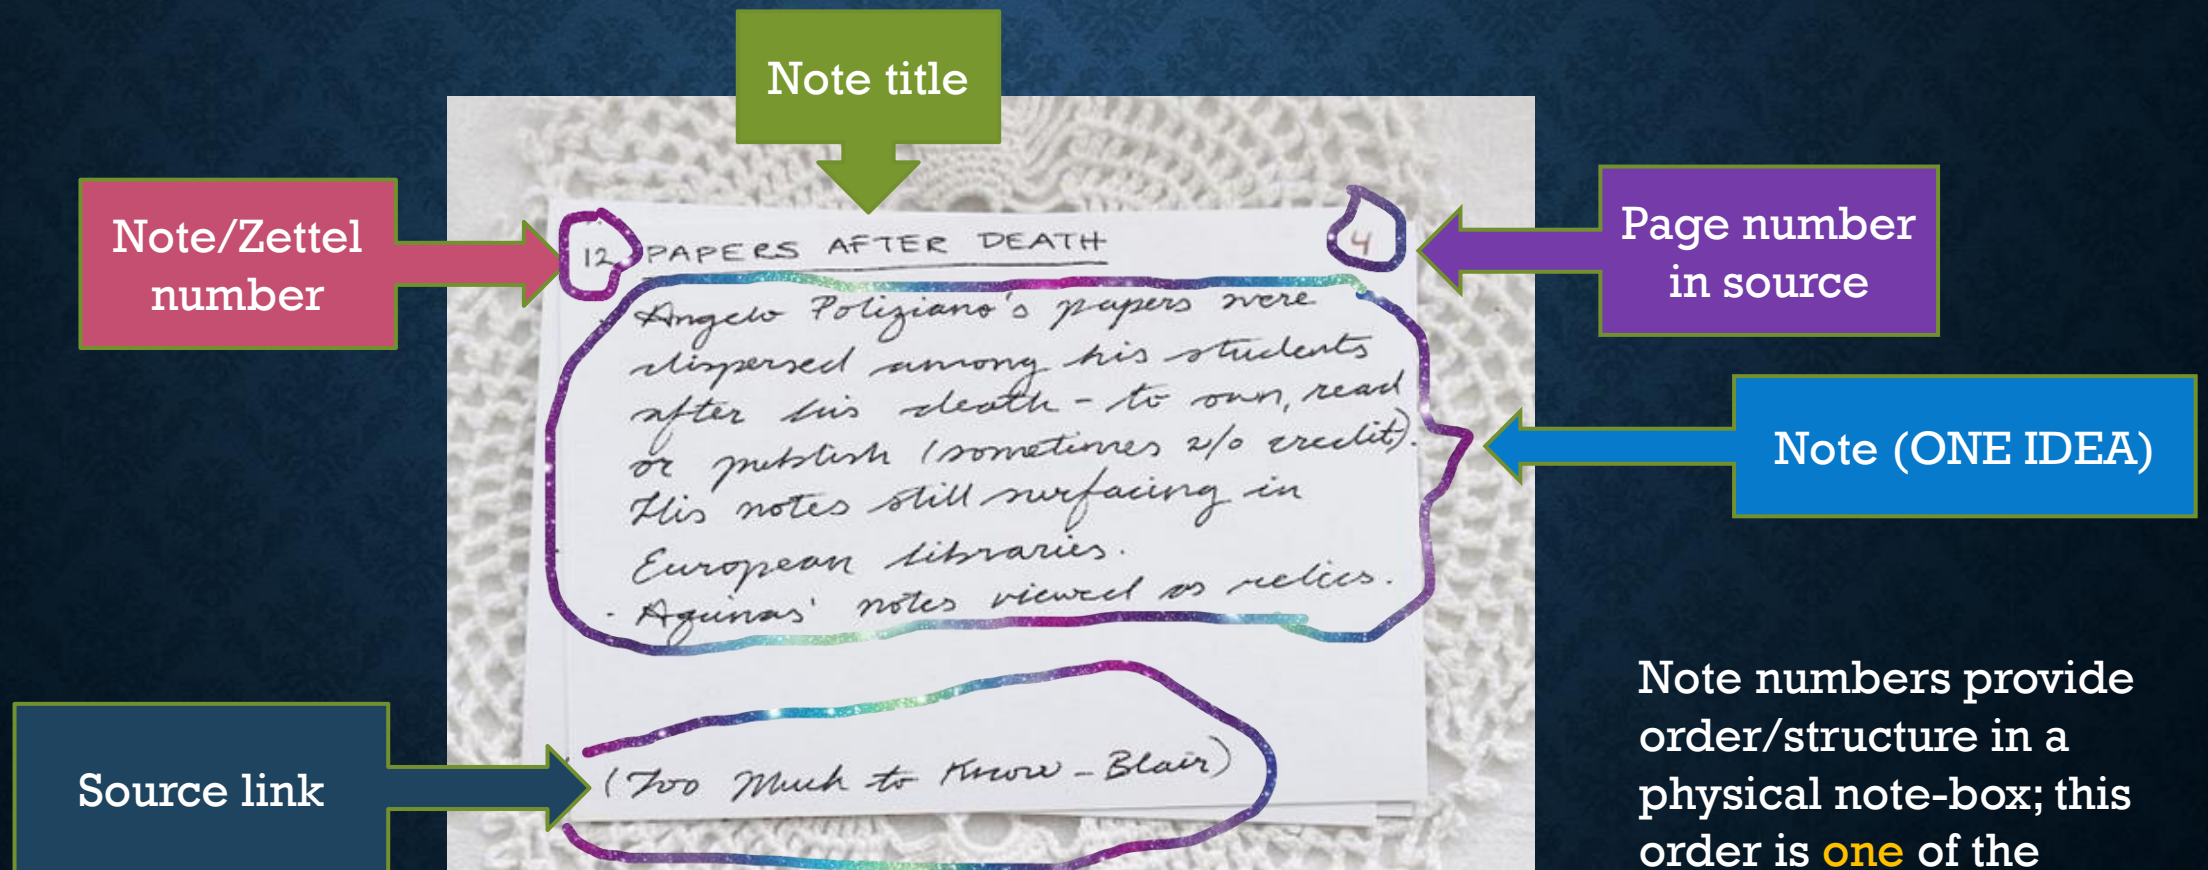 Note title
Note/Zettel
number
Page number
in source
12 PAPERS AFTER DEATH 4
· Angelo Poliziano's papers were
dispersed among his students
after his death - to own, read
or publish (sometimes w/o credit).
His notes still surfacing in
European libraries.
· Aquinas' notes viewed as relics.
Note (ONE IDEA)
Source link
(Too Much to Know - Blair)
Note numbers provide
order/structure in a
physical note-box; this
order is one of the